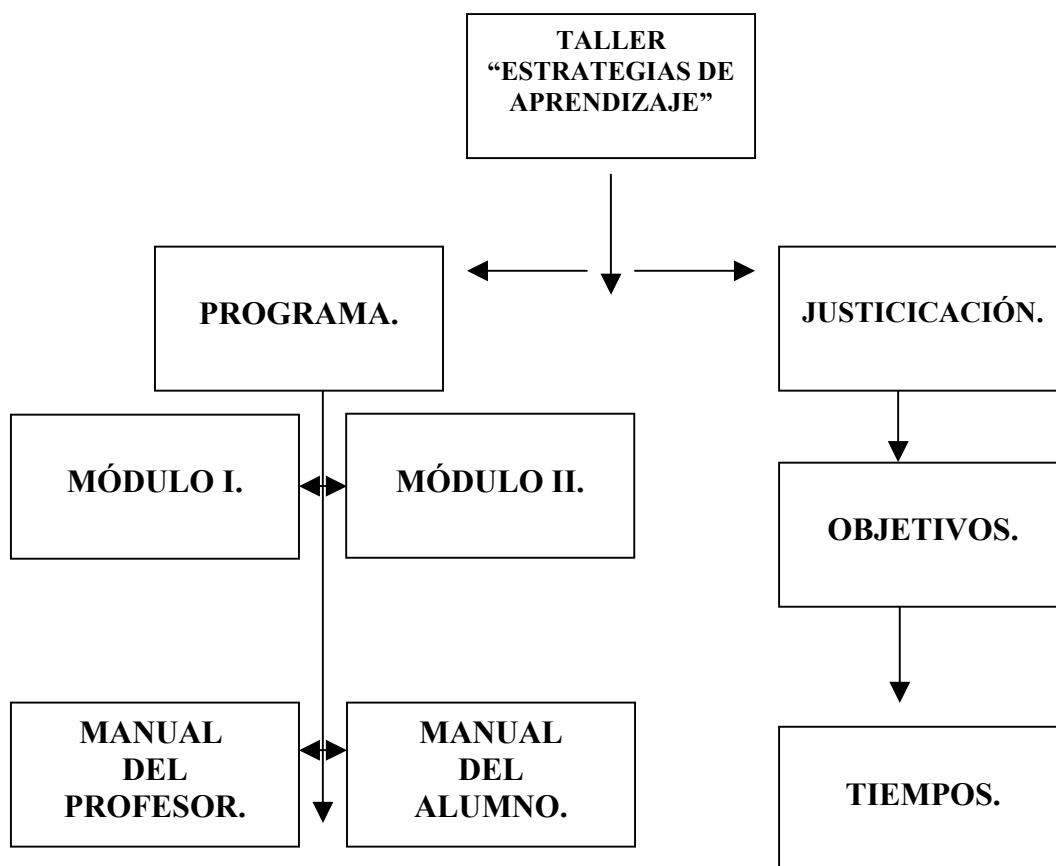 TALLER
“ESTRATEGIAS DE
APRENDIZAJE”
PROGRAMA.
JUSTICICACIÓN.
MÓDULO I.
MÓDULO II.
OBJETIVOS.
MANUAL
DEL
PROFESOR.
MANUAL
DEL
ALUMNO.
TIEMPOS.